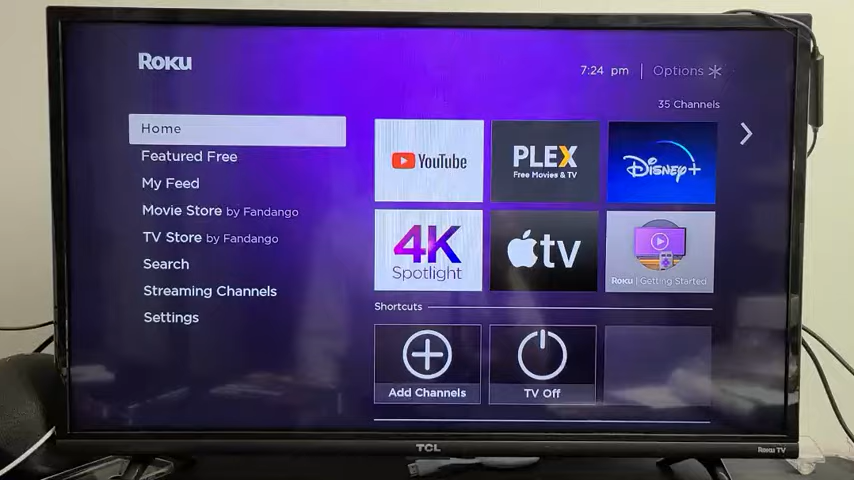 Roku
7:24 pm | Options
35 Channels
Home
Featured Free
My Feed
Movie Store by Fandango
TV Store by Fandango
Search
Streaming Channels
Settings
YouTube
PLEX
Free Movies & TV
Disney+
4K
Spotlight
tv
Roku | Getting Started
Shortcuts
Add Channels
TV Off
TCL
Roku TV